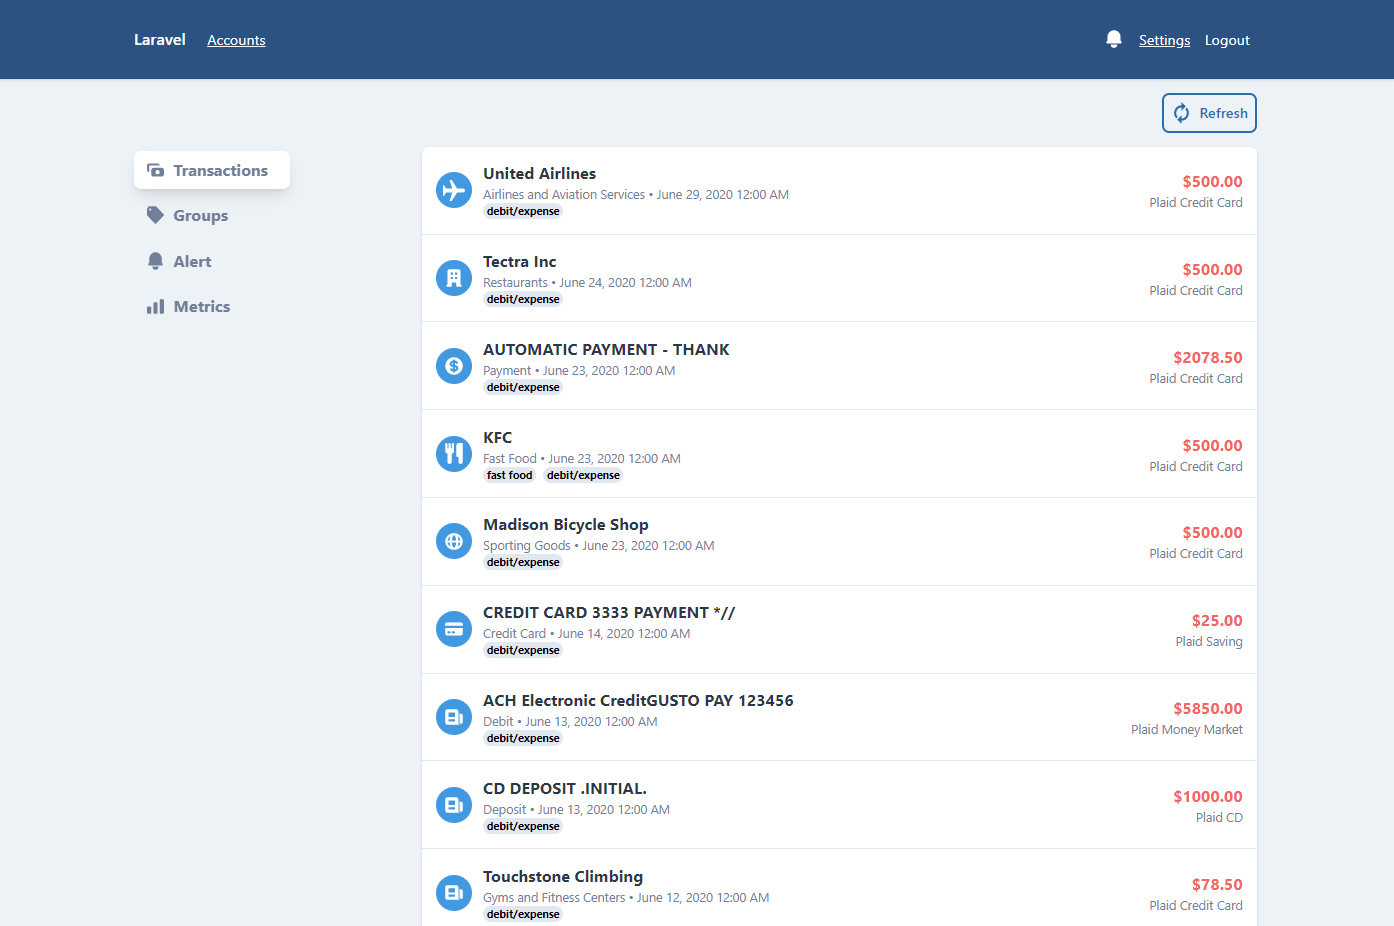 Laravel Accounts Settings Logout
Refresh
Transactions
Groups
Alert
Metrics
United Airlines
Airlines and Aviation Services • June 29, 2020 12:00 AM
debit/expense
$500.00
Plaid Credit Card
Tectra Inc
Restaurants • June 24, 2020 12:00 AM
debit/expense
$500.00
Plaid Credit Card
AUTOMATIC PAYMENT - THANK
Payment • June 23, 2020 12:00 AM
debit/expense
$2078.50
Plaid Credit Card
KFC
Fast Food • June 23, 2020 12:00 AM
fast food debit/expense
$500.00
Plaid Credit Card
Madison Bicycle Shop
Sporting Goods • June 23, 2020 12:00 AM
debit/expense
$500.00
Plaid Credit Card
CREDIT CARD 3333 PAYMENT *//
Credit Card • June 14, 2020 12:00 AM
debit/expense
$25.00
Plaid Saving
ACH Electronic CreditGUSTO PAY 123456
Debit • June 13, 2020 12:00 AM
debit/expense
$5850.00
Plaid Money Market
CD DEPOSIT .INITIAL.
Deposit • June 13, 2020 12:00 AM
debit/expense
$1000.00
Plaid CD
Touchstone Climbing
Gyms and Fitness Centers • June 12, 2020 12:00 AM
debit/expense
$78.50
Plaid Credit Card